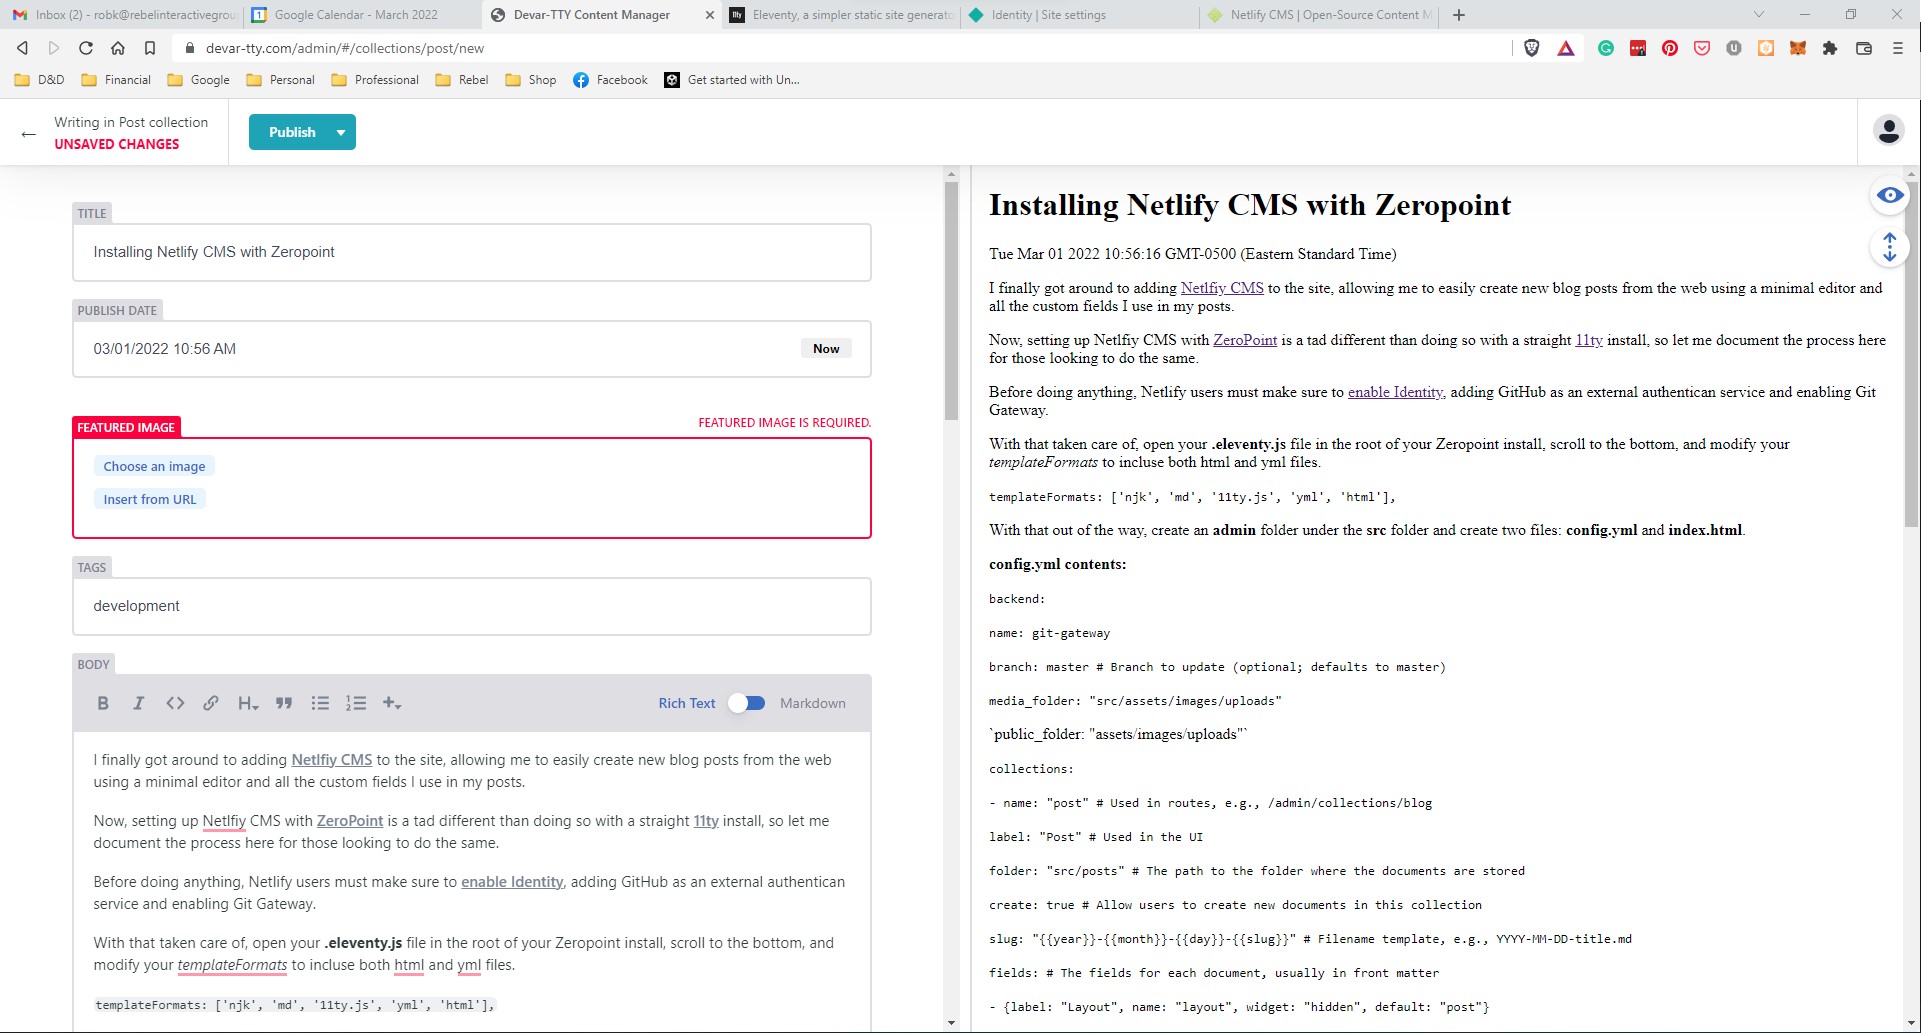 Inbox (2) - robk@rebelinteractivegrou
Google Calendar - March 2022
Devar-TTY Content Manager
11ty
Eleventy, a simpler static site generato
Identity | Site settings
Netlify CMS | Open-Source Content M
devar-tty.com/admin/#/collections/post/new
D&D
Financial
Google
Personal
Professional
Rebel
Shop
Facebook
Get started with Un...
Writing in Post collection
UNSAVED CHANGES
Publish
TITLE
Installing Netlify CMS with Zeropoint
PUBLISH DATE
03/01/2022 10:56 AM
Now
FEATURED IMAGE
FEATURED IMAGE IS REQUIRED.
Choose an image
Insert from URL
TAGS
development
BODY
Rich Text
Markdown
I finally got around to adding Netlfiy CMS to the site, allowing me to easily create new blog posts from the web
using a minimal editor and all the custom fields I use in my posts.
Now, setting up Netlfiy CMS with ZeroPoint is a tad different than doing so with a straight 11ty install, so let me
document the process here for those looking to do the same.
Before doing anything, Netlify users must make sure to enable Identity, adding GitHub as an external authentican
service and enabling Git Gateway.
With that taken care of, open your .eleventy.js file in the root of your Zeropoint install, scroll to the bottom, and
modify your templateFormats to incluse both html and yml files.
templateFormats: ['njk', 'md', '11ty.js', 'yml', 'html'],
Installing Netlify CMS with Zeropoint
Tue Mar 01 2022 10:56:16 GMT-0500 (Eastern Standard Time)
I finally got around to adding Netlfiy CMS to the site, allowing me to easily create new blog posts from the web using a minimal editor and
all the custom fields I use in my posts.
Now, setting up Netlfiy CMS with ZeroPoint is a tad different than doing so with a straight 11ty install, so let me document the process here
for those looking to do the same.
Before doing anything, Netlify users must make sure to enable Identity, adding GitHub as an external authentican service and enabling Git
Gateway.
With that taken care of, open your .eleventy.js file in the root of your Zeropoint install, scroll to the bottom, and modify your
templateFormats to incluse both html and yml files.
templateFormats: ['njk', 'md', '11ty.js', 'yml', 'html'],
With that out of the way, create an admin folder under the src folder and create two files: config.yml and index.html.
config.yml contents:
backend:
name: git-gateway
branch: master # Branch to update (optional; defaults to master)
media_folder: "src/assets/images/uploads"
`public_folder: "assets/images/uploads"`
collections:
- name: "post" # Used in routes, e.g., /admin/collections/blog
label: "Post" # Used in the UI
folder: "src/posts" # The path to the folder where the documents are stored
create: true # Allow users to create new documents in this collection
slug: "{{year}}-{{month}}-{{day}}-{{slug}}" # Filename template, e.g., YYYY-MM-DD-title.md
fields: # The fields for each document, usually in front matter
- {label: "Layout", name: "layout", widget: "hidden", default: "post"}